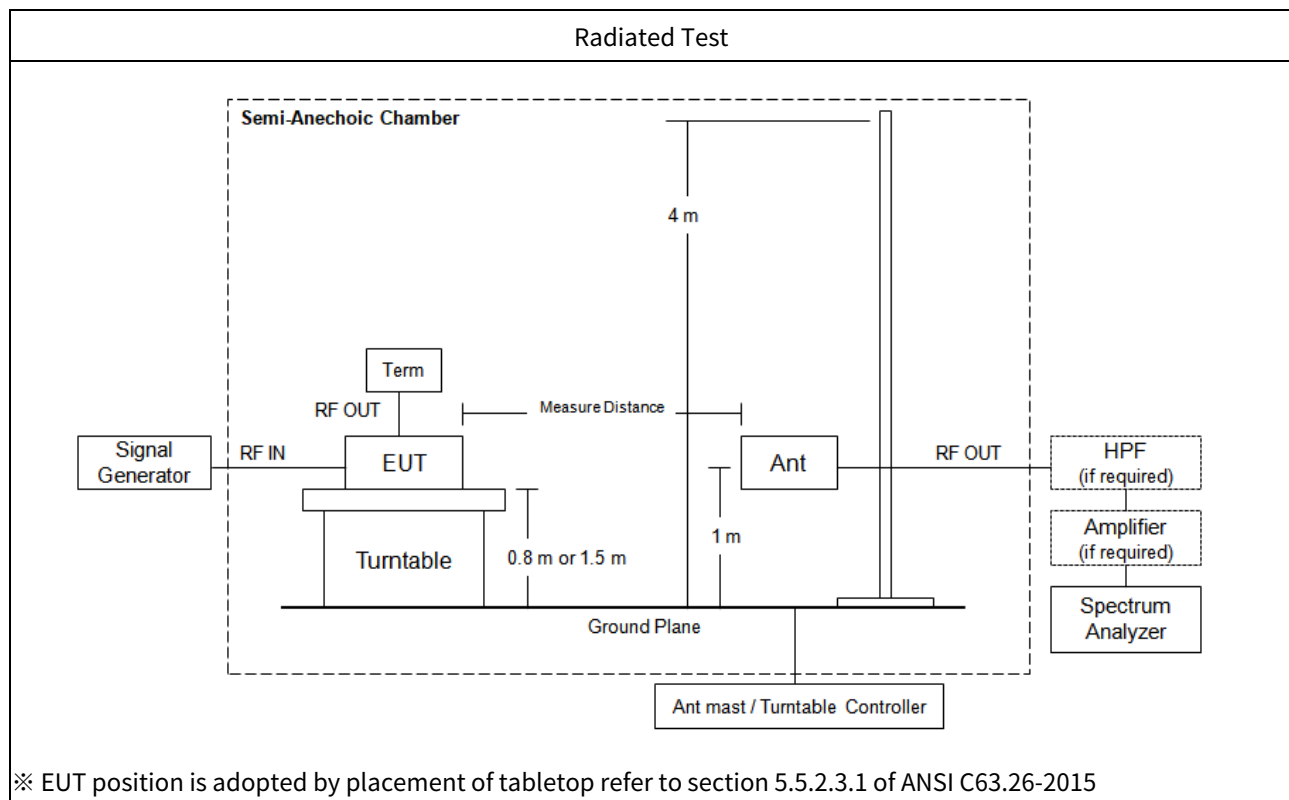 Radiated Test
Semi-Anechoic Chamber
4 m
Term
RF OUT
Measure Distance
Signal
Generator
RF IN
EUT
Ant
RF OUT
HPF
(if required)
1 m
Amplifier
(if required)
Turntable
0.8 m or 1.5 m
Spectrum
Analyzer
Ground Plane
Ant mast / Turntable Controller
※ EUT position is adopted by placement of tabletop refer to section 5.5.2.3.1 of ANSI C63.26-2015